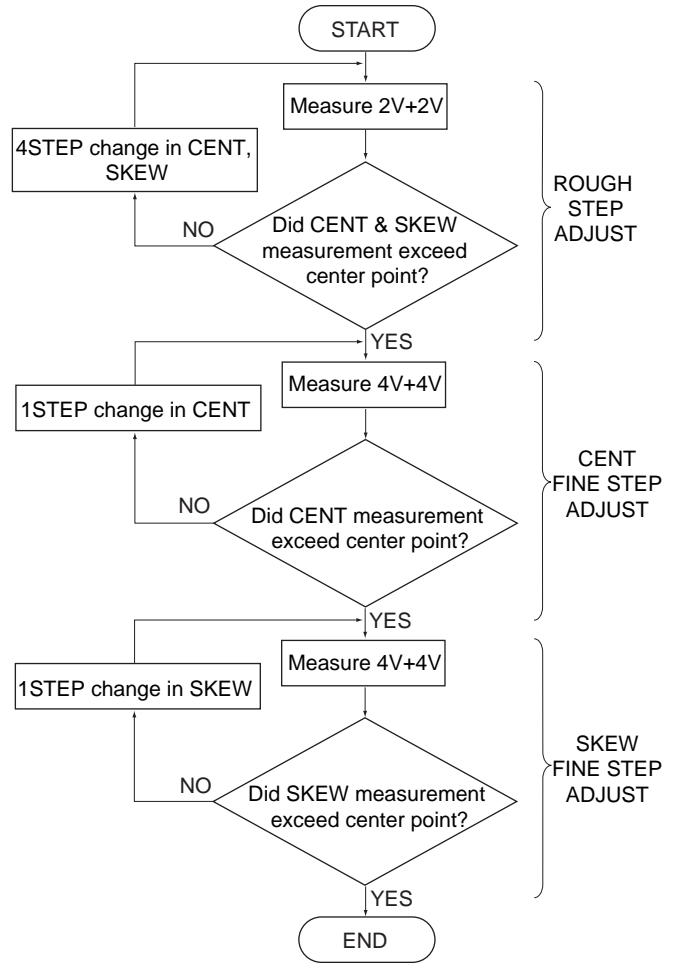 START
Measure 2V+2V
4STEP change in CENT,
SKEW
ROUGH
STEP
ADJUST
NO
Did CENT & SKEW
measurement exceed
center point?
YES
Measure 4V+4V
1STEP change in CENT
CENT
FINE STEP
ADJUST
NO
Did CENT measurement
exceed center point?
YES
Measure 4V+4V
1STEP change in SKEW
SKEW
FINE STEP
ADJUST
NO
Did SKEW measurement
exceed center point?
YES
END